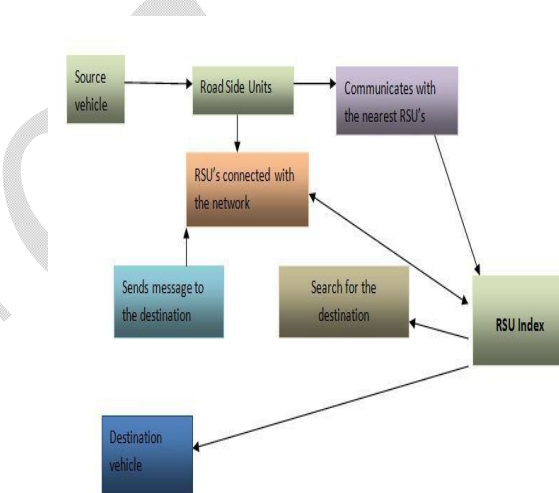 Source
vehicle
Road Side Units
Communicates with
the nearest RSU's
RSU's connected with
the network
Sends message to
the destination
Search for the
destination
RSU Index
Destination
vehicle